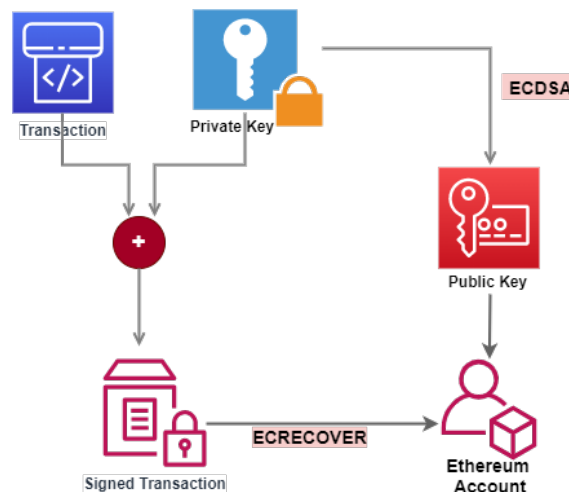 Transaction
Private Key
ECDSA
Public Key
ECRECOVER
Signed Transaction
Ethereum
Account